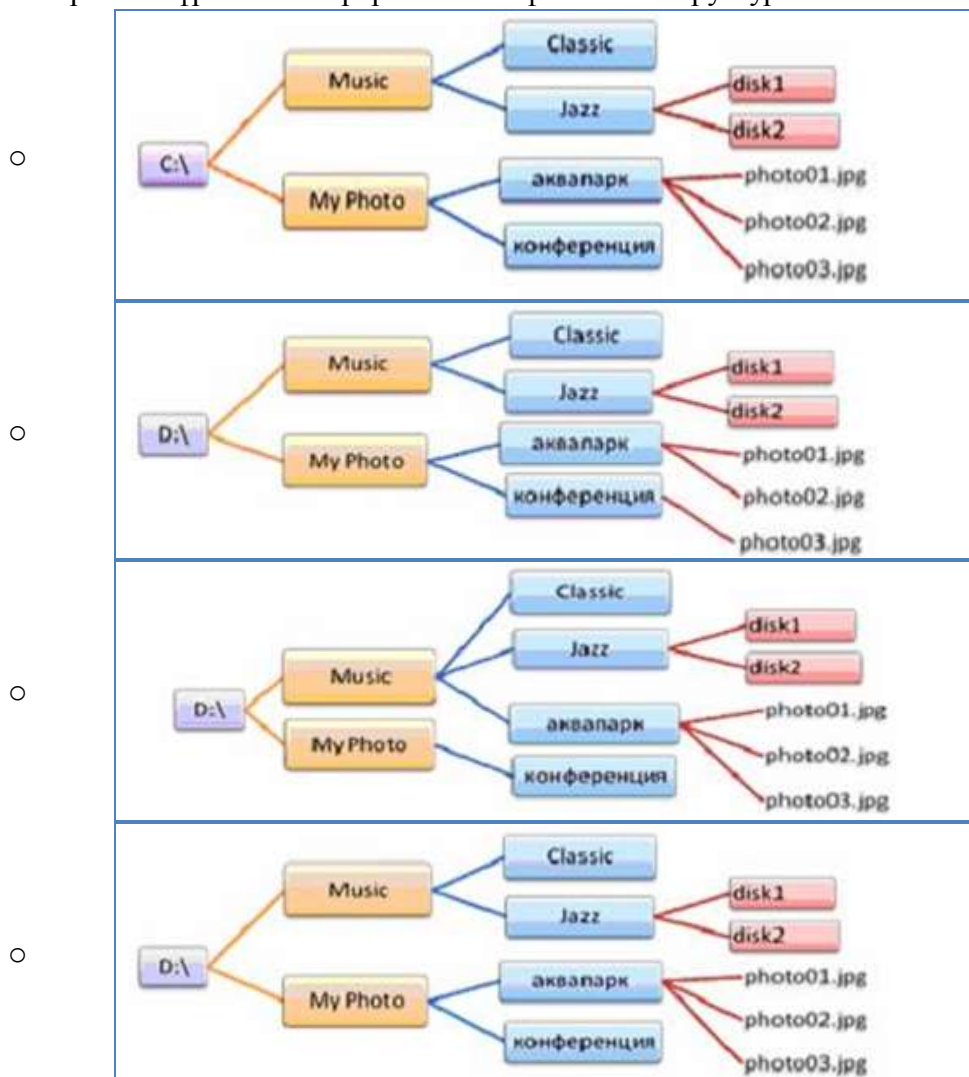 Classic
Music
disk1
Jazz
disk2
C:\
аквапарк
photo01.jpg
My Photo
photo02.jpg
конференция
photo03.jpg
Classic
Music
disk1
Jazz
disk2
D:\
аквапарк
photo01.jpg
My Photo
photo02.jpg
конференция
photo03.jpg
Classic
disk1
Jazz
disk2
Music
D:\
photo01.jpg
аквапарк
My Photo
photo02.jpg
конференция
photo03.jpg
Classic
Music
disk1
Jazz
disk2
D:\
аквапарк
photo01.jpg
My Photo
photo02.jpg
конференция
photo03.jpg